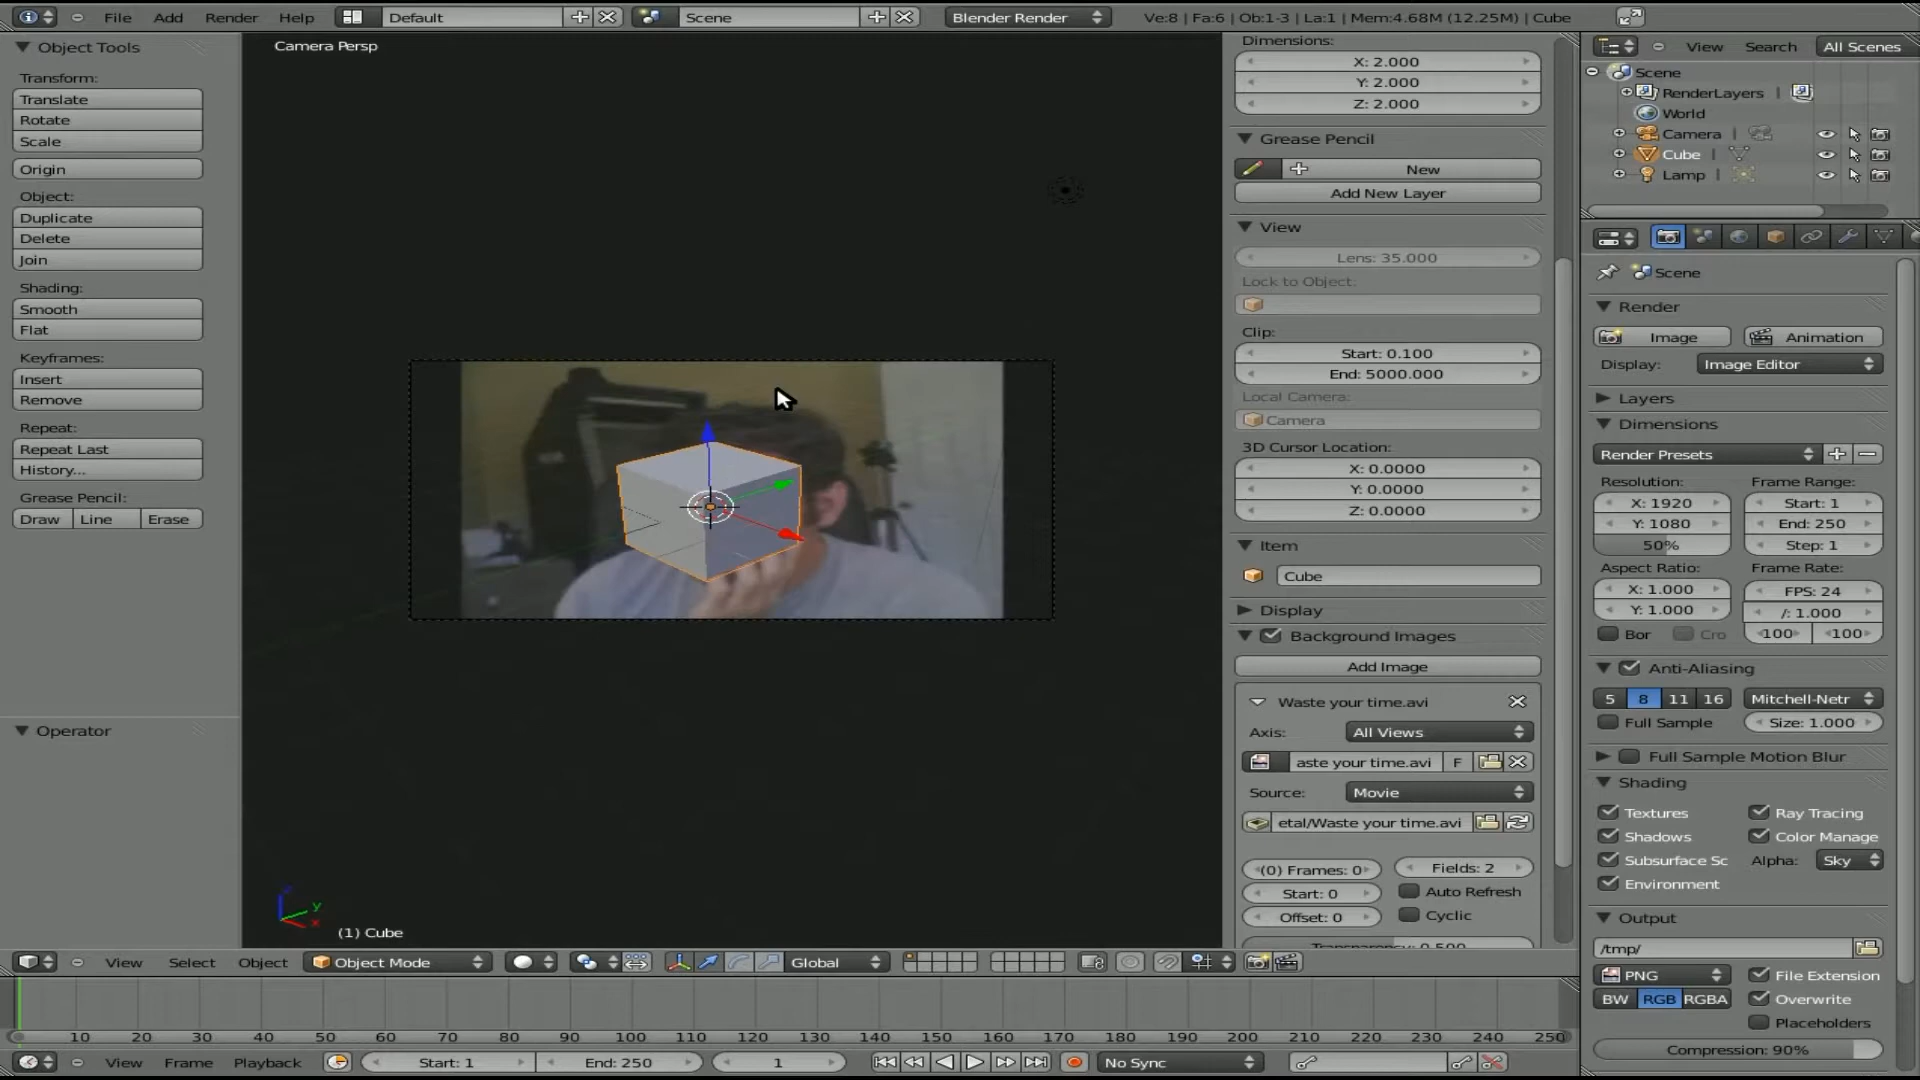 File Add Render Help Default Scene Blender Render Ve:8 | Fa:6 | Ob:1-3 | La:1 | Mem:4.68M (12.25M) | Cube
Object Tools
Transform:
Translate
Rotate
Scale
Origin
Object:
Duplicate
Delete
Join
Shading:
Smooth
Flat
Keyframes:
Insert
Remove
Repeat:
Repeat Last
History...
Grease Pencil:
Draw Line Erase
Operator
Camera Persp
(1) Cube
Dimensions:
X: 2.000
Y: 2.000
Z: 2.000
Grease Pencil
New
Add New Layer
View
Lens: 35.000
Lock to Object:
Clip:
Start: 0.100
End: 5000.000
Local Camera:
Camera
3D Cursor Location:
X: 0.0000
Y: 0.0000
Z: 0.0000
Item
Cube
Display
Background Images
Add Image
Waste your time.avi
Axis: All Views
aste your time.avi F
Source: Movie
etal/Waste your time.avi
(0) Frames: 0 Fields: 2
Start: 0 Auto Refresh
Offset: 0 Cyclic
Transparency: 0.500
View Search All Scenes
Scene
RenderLayers |
World
Camera |
Cube |
Lamp |
Scene
Render
Image Animation
Display: Image Editor
Layers
Dimensions
Render Presets
Resolution: Frame Range:
X: 1920 Start: 1
Y: 1080 End: 250
50% Step: 1
Aspect Ratio: Frame Rate:
X: 1.000 FPS: 24
Y: 1.000 /: 1.000
Bor Cro 100 100
Anti-Aliasing
5 8 11 16 Mitchell-Netr
Full Sample Size: 1.000
Full Sample Motion Blur
Shading
Textures Ray Tracing
Shadows Color Manage
Subsurface Sc Alpha: Sky
Environment
Output
/tmp/
PNG File Extension
BW RGB RGBA Overwrite
Placeholders
Compression: 90%
View Select Object Object Mode Global
10 20 30 40 50 60 70 80 90 100 110 120 130 140 150 160 170 180 190 200 210 220 230 240 250
View Frame Playback Start: 1 End: 250 1 No Sync
z
y
x